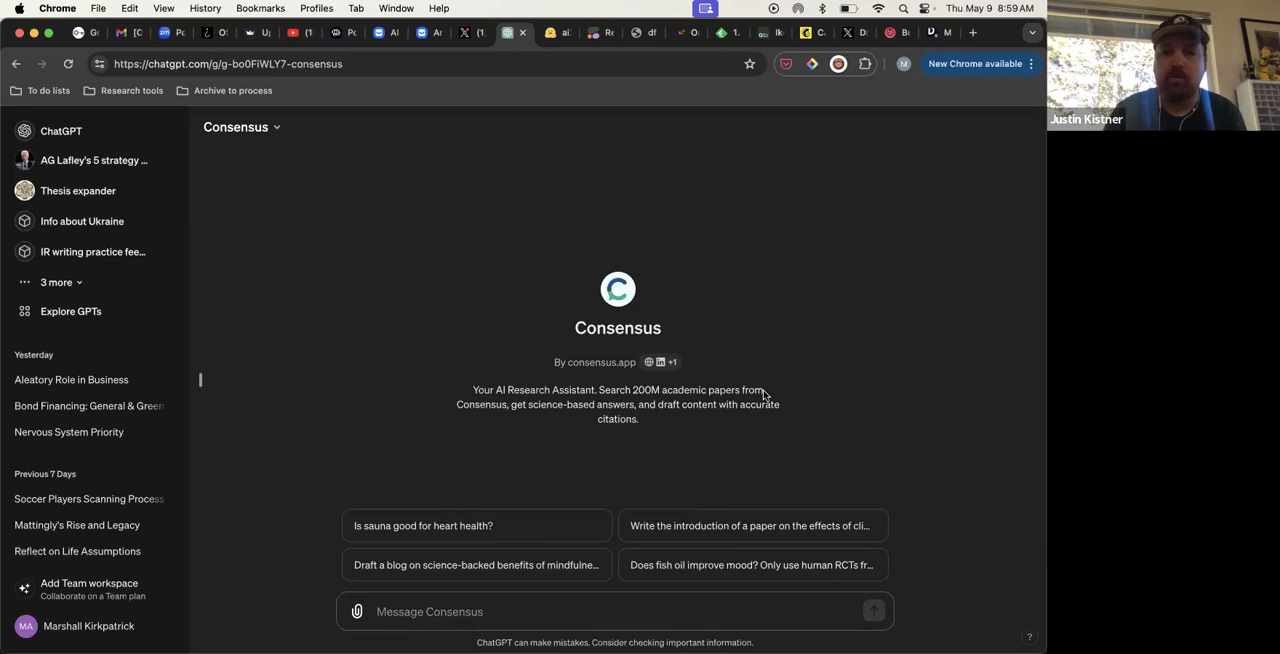 Chrome File Edit View History Bookmarks Profiles Tab Window Help Thu May 9 8:59 AM
https://chatgpt.com/g/g-bo0FiWLY7-consensus
M
New Chrome available
To do lists
Research tools
Archive to process
Justin Kistner
ChatGPT
AG Lafley's 5 strategy ...
Thesis expander
Info about Ukraine
IR writing practice fee...
3 more
Explore GPTs
Yesterday
Aleatory Role in Business
Bond Financing: General & Green
Nervous System Priority
Previous 7 Days
Soccer Players Scanning Process
Mattingly's Rise and Legacy
Reflect on Life Assumptions
Add Team workspace
Collaborate on a Team plan
MA Marshall Kirkpatrick
Consensus
Consensus
By consensus.app +1
Your AI Research Assistant. Search 200M academic papers from
Consensus, get science-based answers, and draft content with accurate
citations.
Is sauna good for heart health?
Write the introduction of a paper on the effects of cli...
Draft a blog on science-backed benefits of mindfulne...
Does fish oil improve mood? Only use human RCTs fr...
Message Consensus
ChatGPT can make mistakes. Consider checking important information.
?